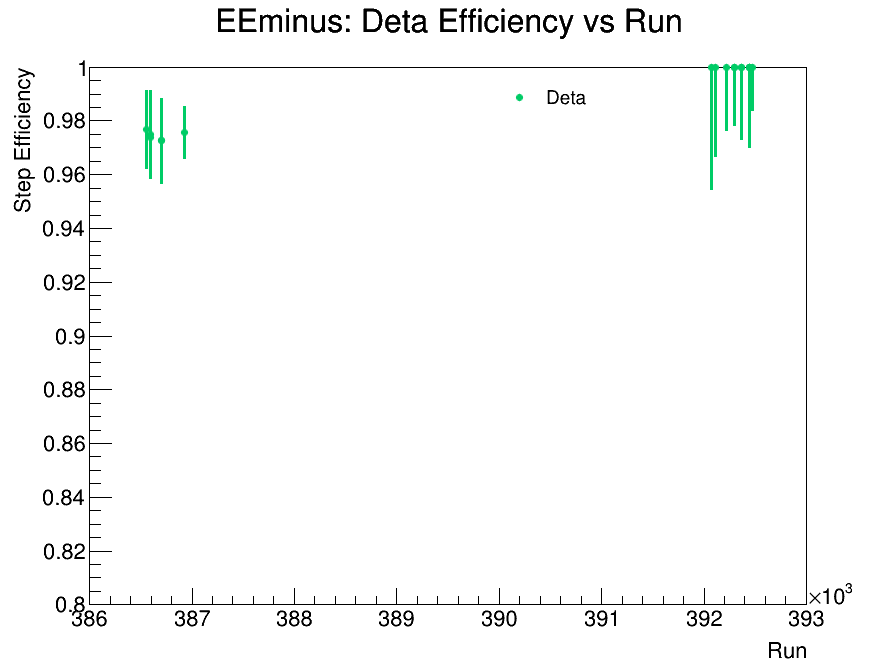 EEminus: Deta Efficiency vs Run
Step Efficiency
Deta
1
0.98
0.96
0.94
0.92
0.9
0.88
0.86
0.84
0.82
0.8
386 387 388 389 390 391 392 393
×10³
Run